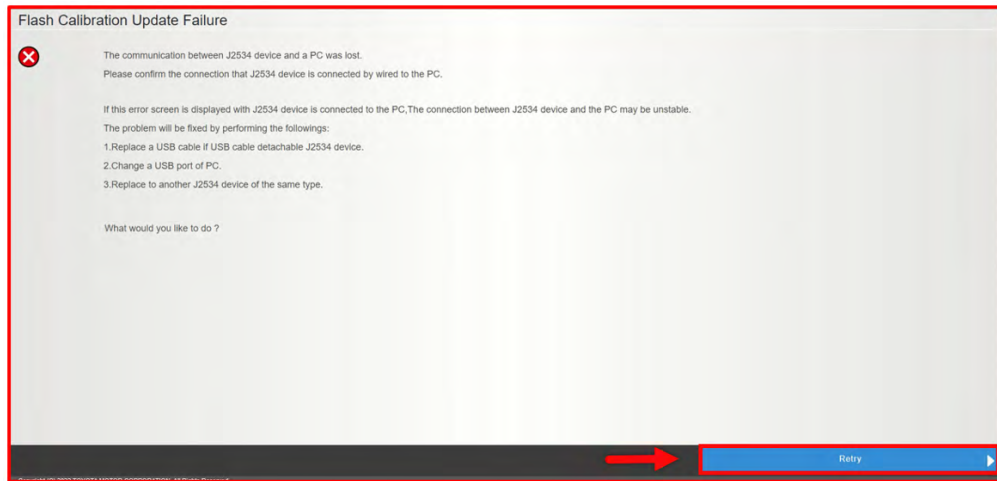 Flash Calibration Update Failure
The communication between J2534 device and a PC was lost.
Please confirm the connection that J2534 device is connected by wired to the PC.
If this error screen is displayed with J2534 device is connected to the PC,The connection between J2534 device and the PC may be unstable.
The problem will be fixed by performing the followings:
1.Replace a USB cable if USB cable detachable J2534 device.
2.Change a USB port of PC.
3.Replace to another J2534 device of the same type.
What would you like to do ?
Retry